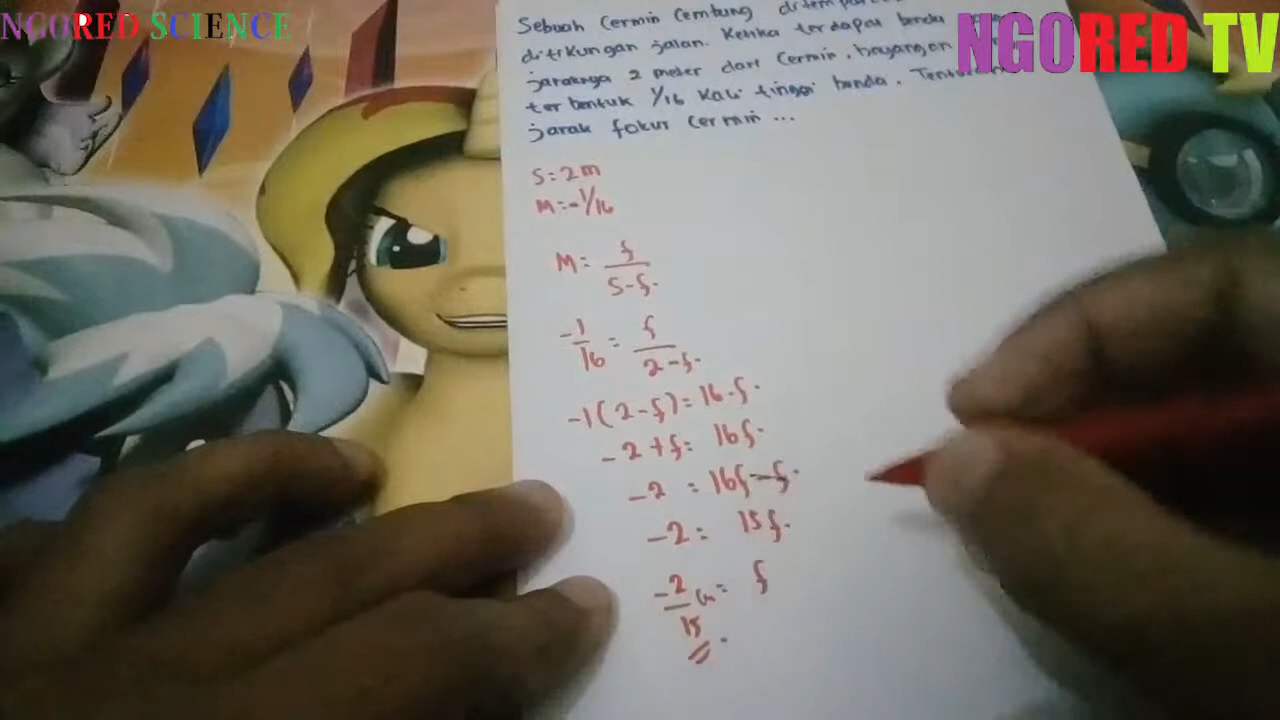 NGORED SCIENCE
NGORED TV
Sebuah cermin cembung
ditikungan jalan. Ketika terdapat benda
jaraknya 2 meter dari cermin, bayangan
terbentuk 1/16 kali tinggi benda.
jarak fokus cermin ...
S = 2m
M = -1/16
M = f
S-f.
-1/16 = f
2-f.
-1(2-f) = 16.f.
-2+f = 16f.
-2 = 16f-f.
-2 = 15f.
-2/15 m = f